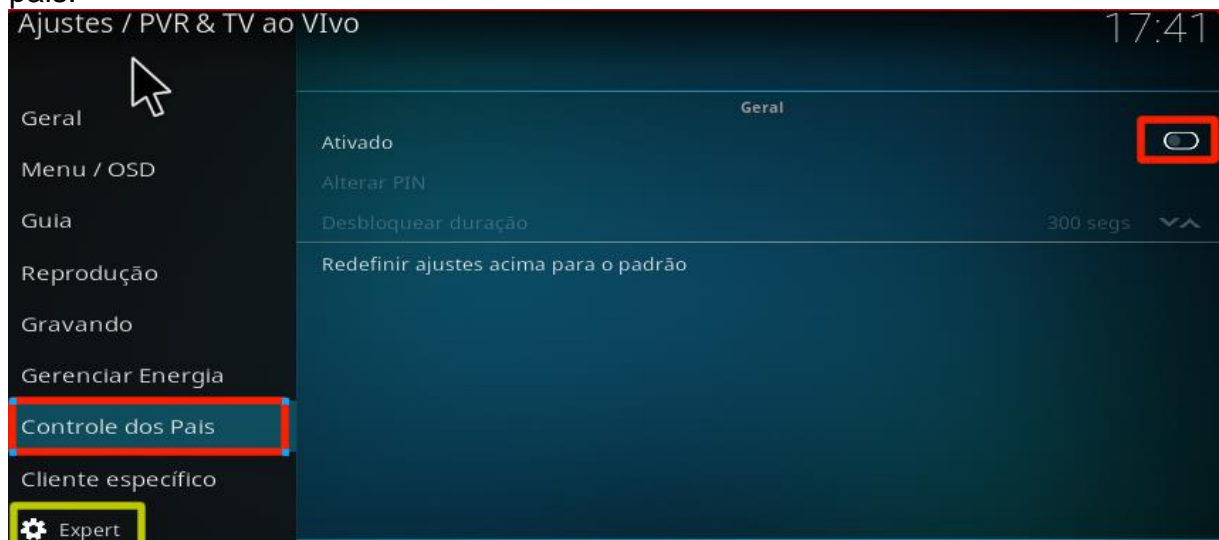 pais.
Ajustes / PVR & TV ao VIvo
17:41
Geral
Menu / OSD
Guia
Reprodução
Gravando
Gerenciar Energia
Controle dos Pais
Cliente específico
Expert
Geral
Ativado
Alterar PIN
Desbloquear duração 300 segs
Redefinir ajustes acima para o padrão